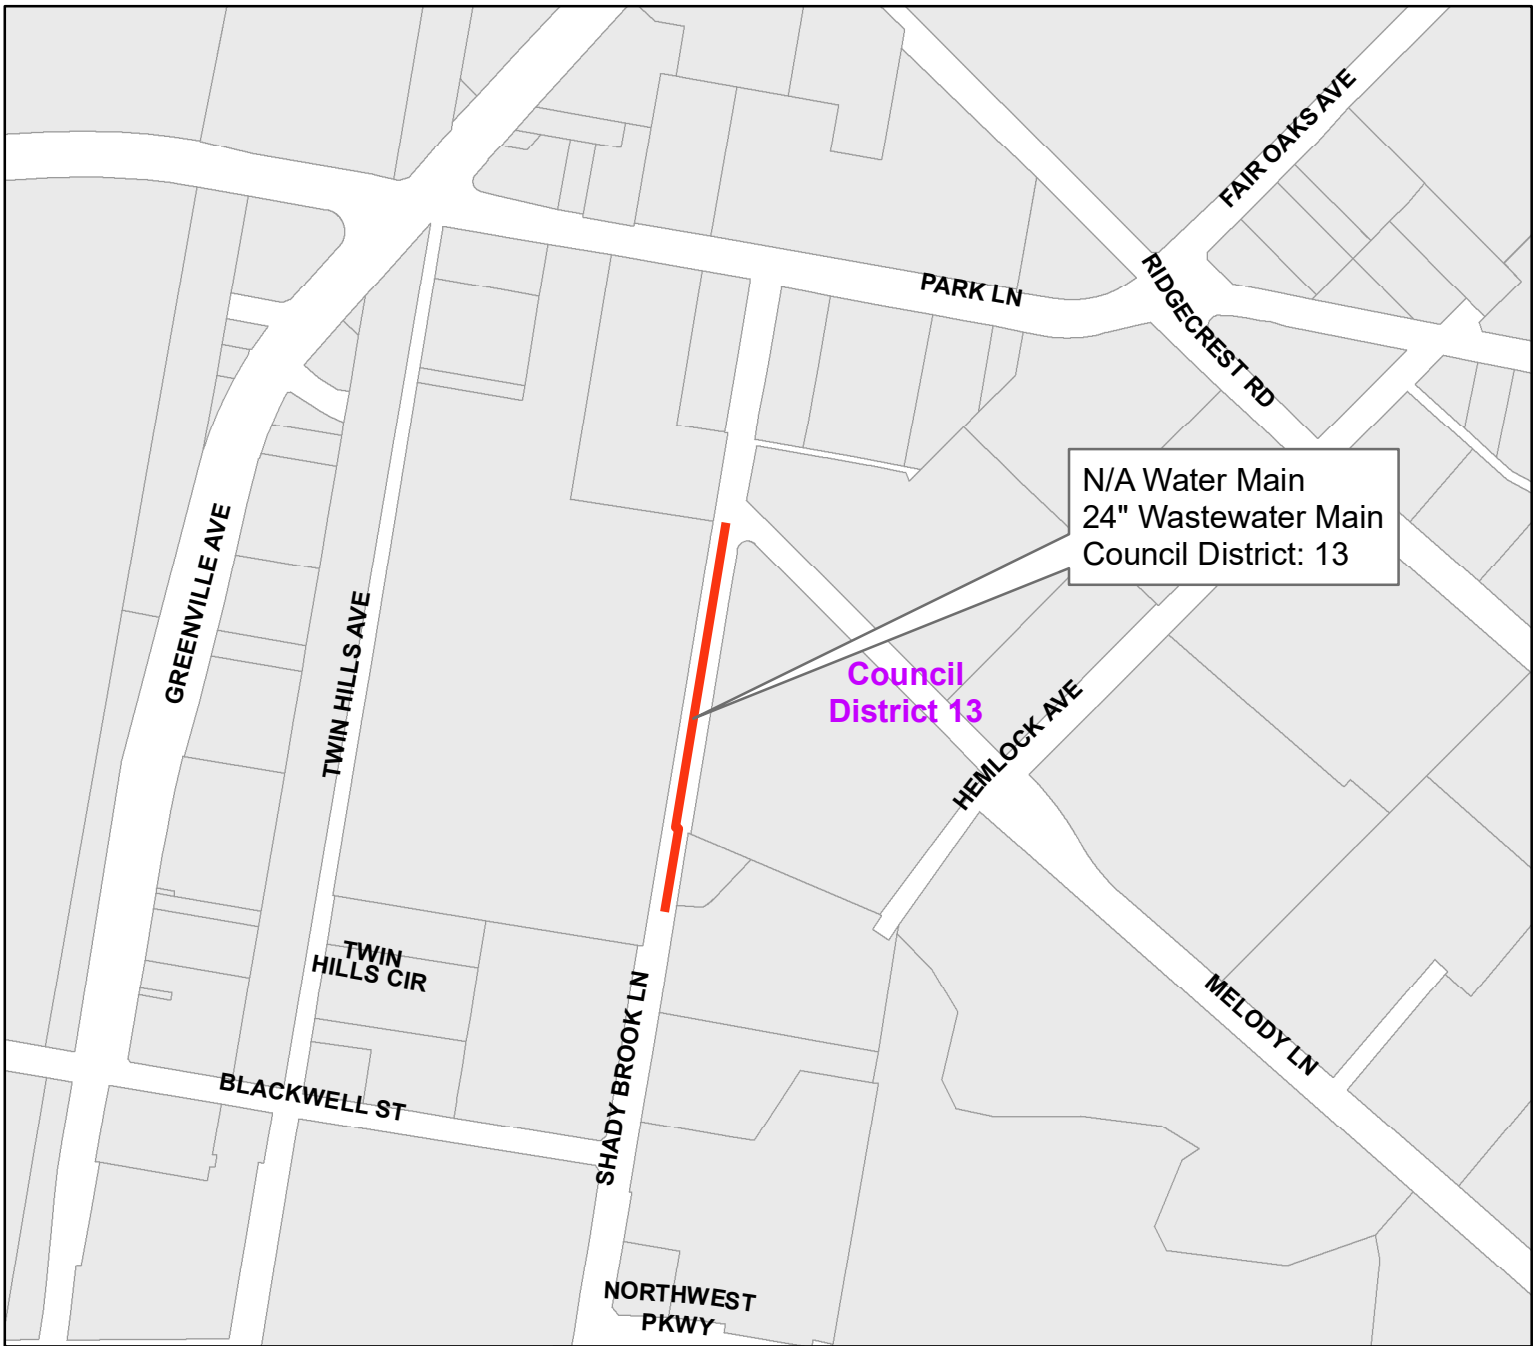 FAIR OAKS AVE
PARK LN
RIDGECREST RD
N/A Water Main
24" Wastewater Main
Council District: 13
GREENVILLE AVE
TWIN HILLS AVE
Council
District 13
HEMLOCK AVE
TWIN
HILLS CIR
SHADY BROOK LN
MELODY LN
BLACKWELL ST
NORTHWEST
PKWY